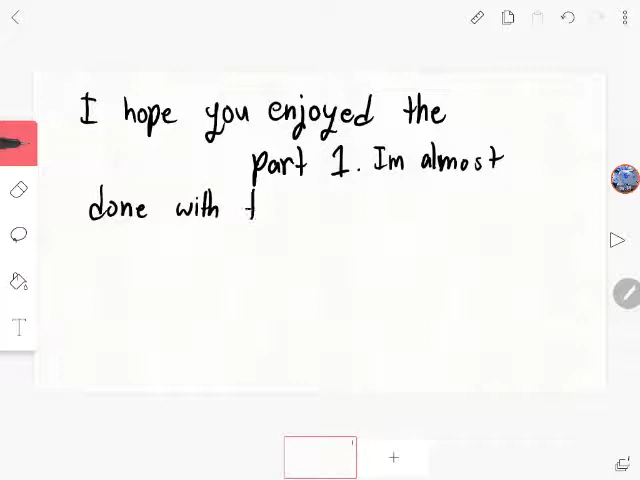 I hope you enjoyed the
part 1. Im almost
done with t
T